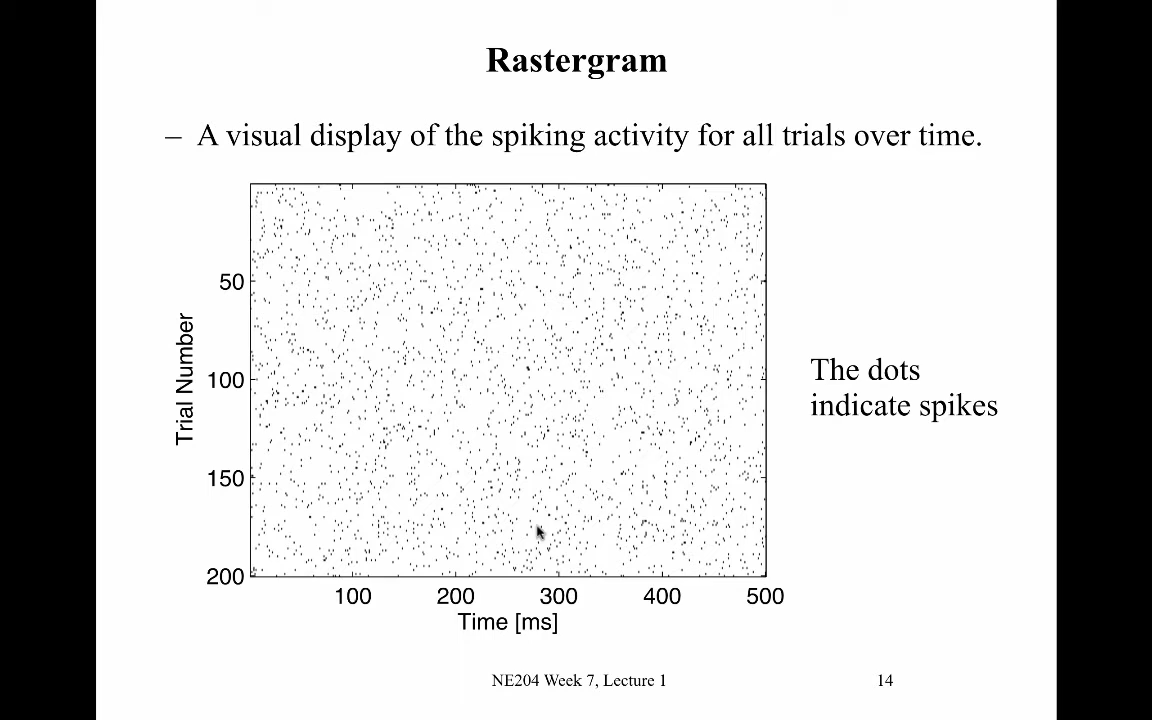 Rastergram
– A visual display of the spiking activity for all trials over time.
50
100
150
200
Trial Number
100 200 300 400 500
Time [ms]
The dots
indicate spikes
NE204 Week 7, Lecture 1
14